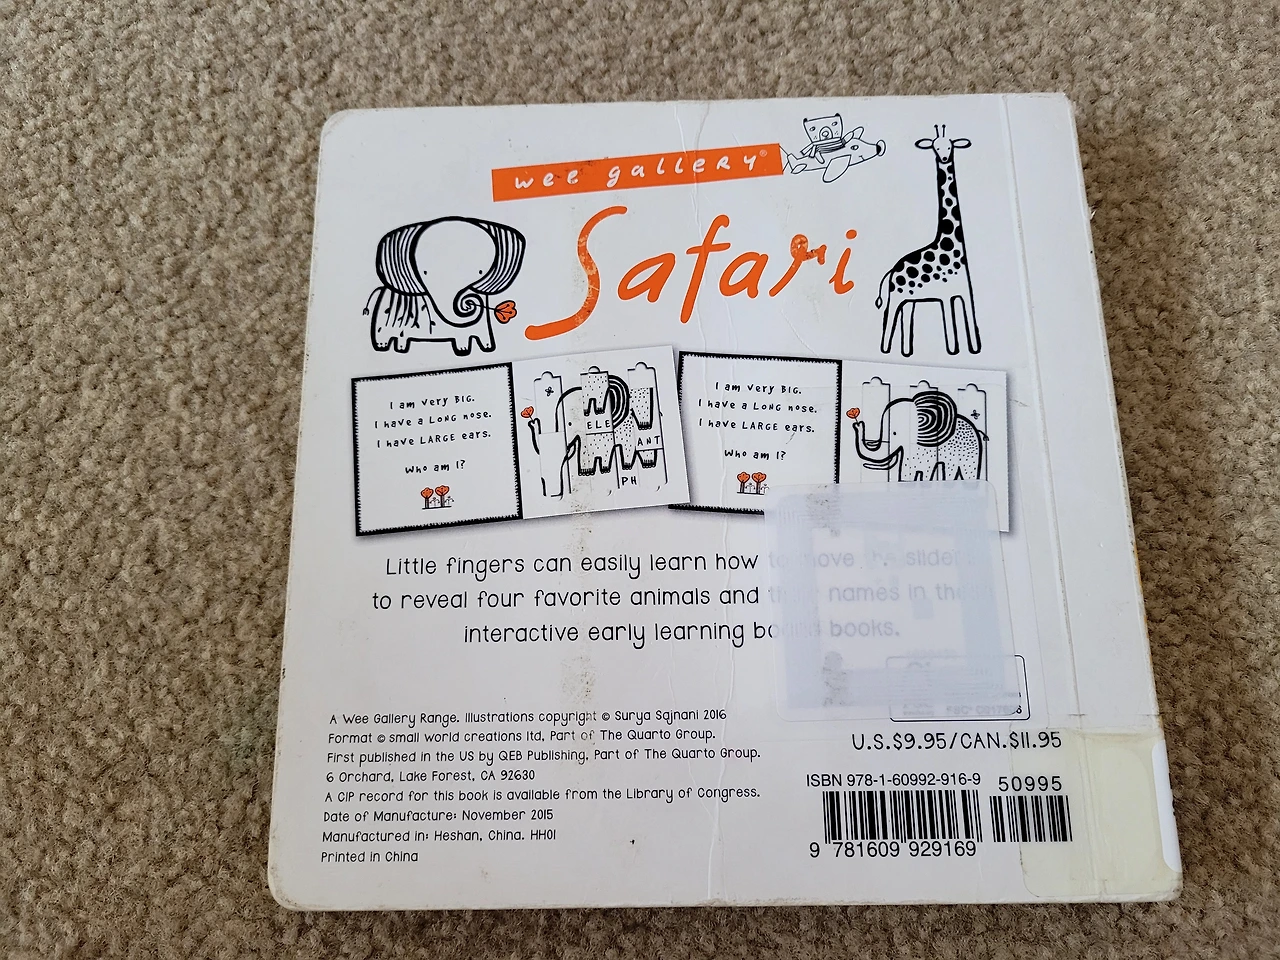 wee gallery®
Safari
I am very BIG.
I have a LONG nose.
I have LARGE ears.
Who am I?
ELE
ANT
PH
I am very BIG.
I have a LONG nose.
I have LARGE ears.
Who am I?
Little fingers can easily learn how to move the slider
to reveal four favorite animals and their names in the
interactive early learning books.
A Wee Gallery Range. Illustrations copyright © Surya Sajnani 2016
Format © small world creations ltd, Part of The Quarto Group.
First published in the US by QEB Publishing, Part of The Quarto Group.
6 Orchard, Lake Forest, CA 92630
A CIP record for this book is available from the Library of Congress.
Date of Manufacture: November 2015
Manufactured in: Heshan, China. HH01
Printed in China
U.S.$9.95/CAN.$11.95
ISBN 978-1-60992-916-9
50995
9 781609 929169